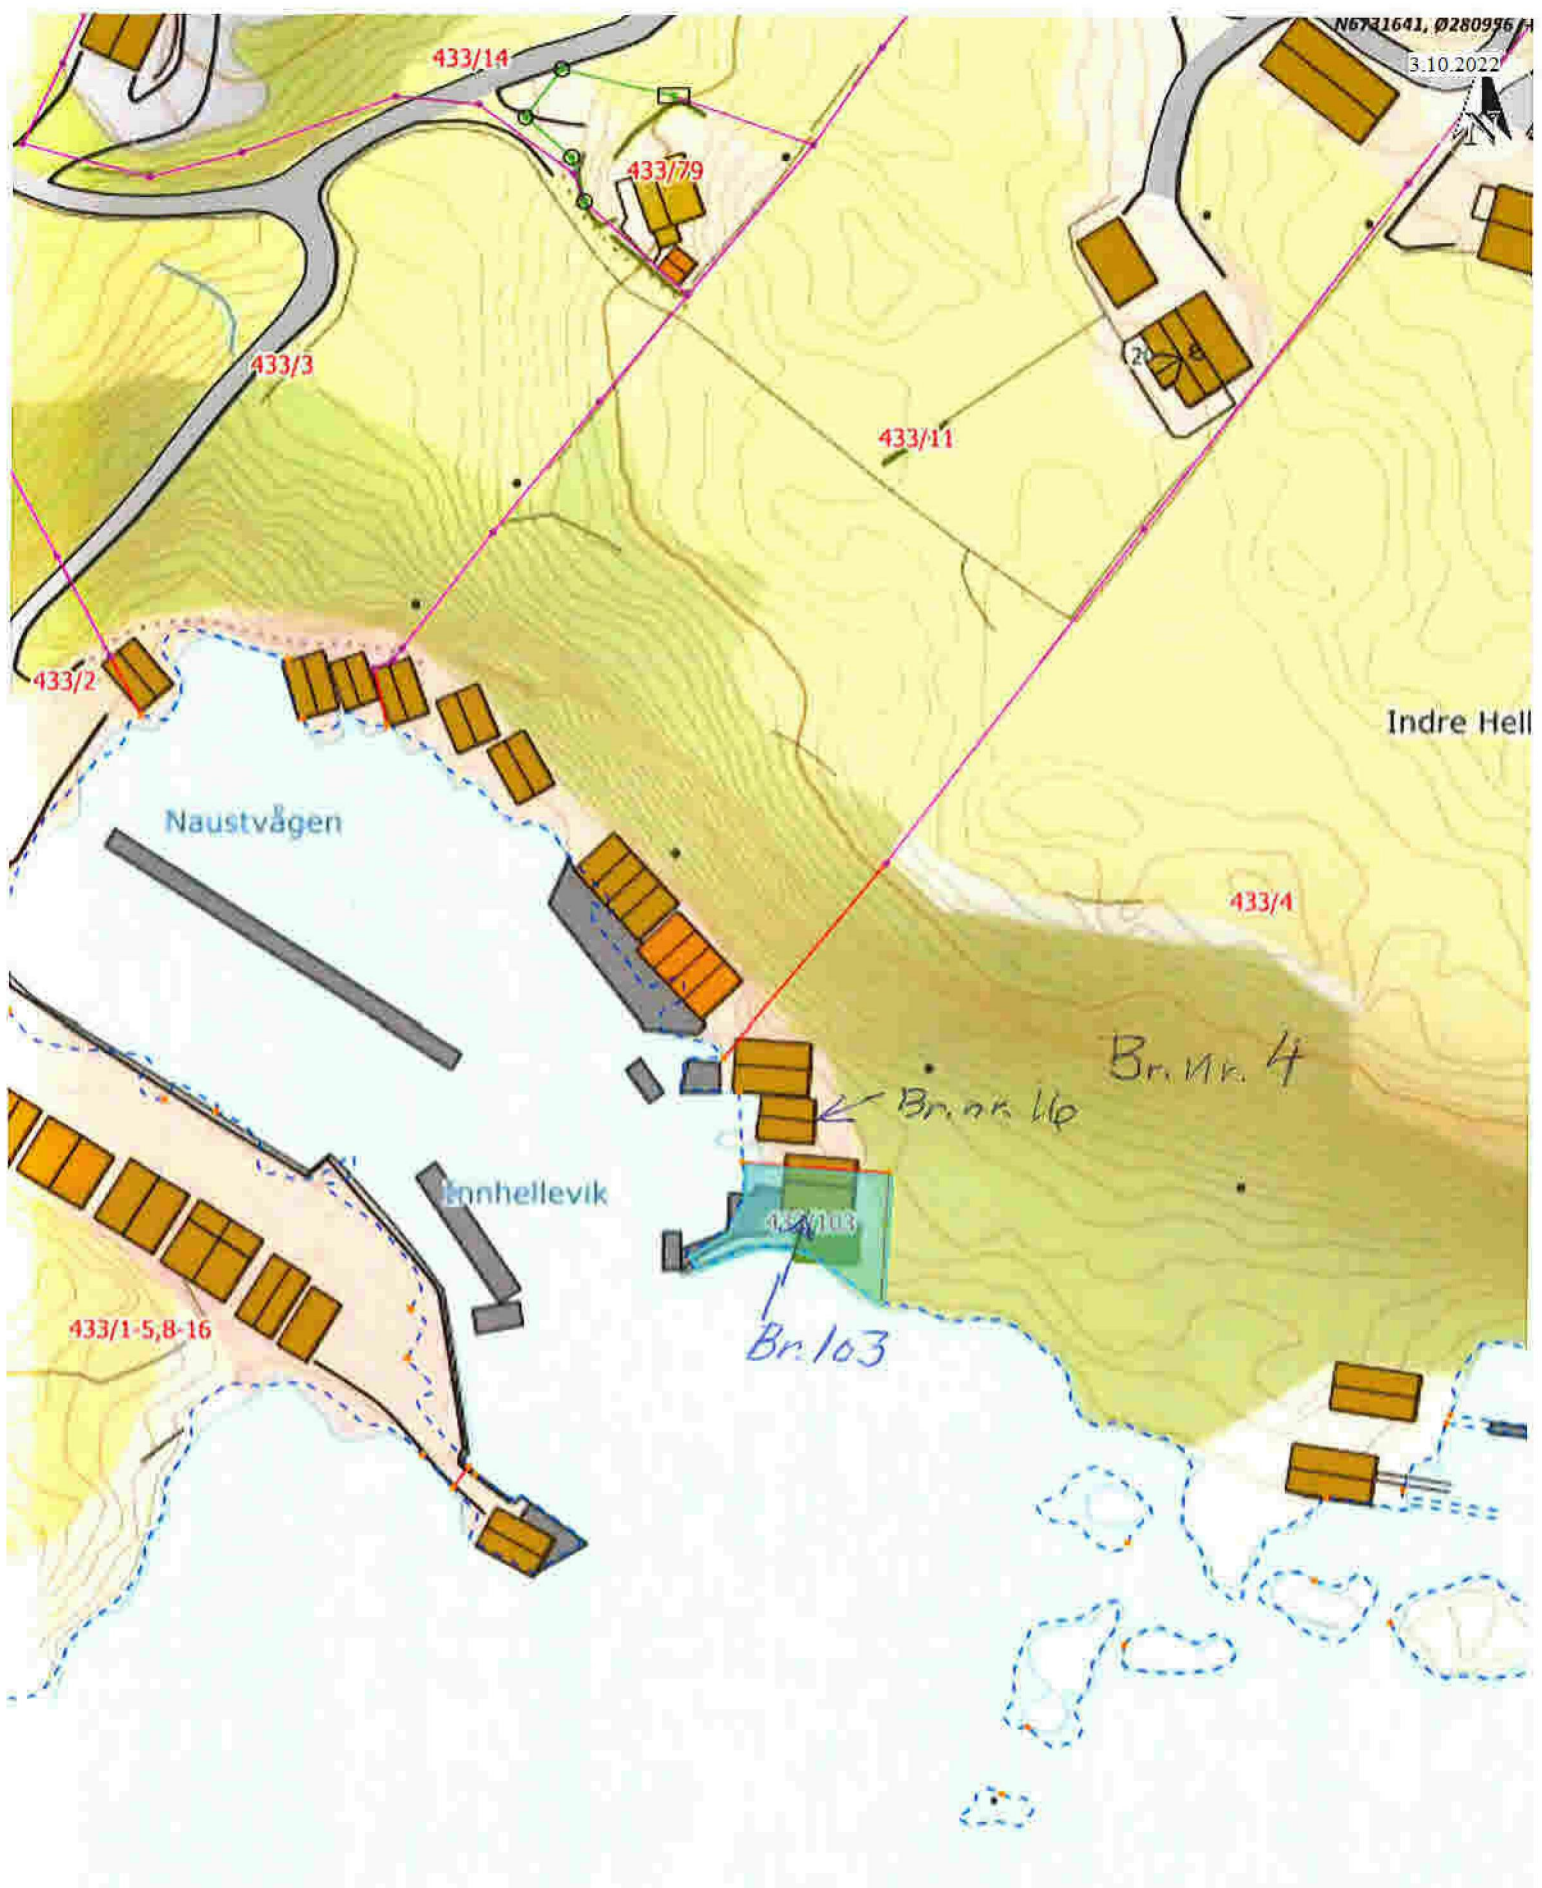 N6731641, Ø280996
3.10.2022
N
433/14
433/79
433/3
433/11
433/2
Indre Hell
Naustvågen
433/4
Br. nr. 4
Br. nr. 16
Innhellevik
433/103
433/1-5,8-16
Br. 103